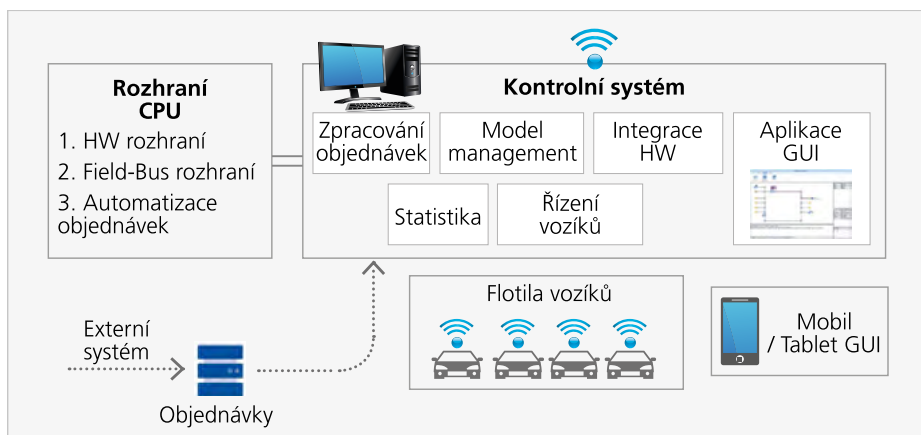 Rozhraní
CPU
1. HW rozhraní
2. Field-Bus rozhraní
3. Automatizace
objednávek
Kontrolní systém
Zpracování
objednávek
Model
management
Integrace
HW
Aplikace
GUI
Statistika
Řízení
vozíků
Externí
systém
Objednávky
Flotila vozíků
Mobil
/ Tablet GUI